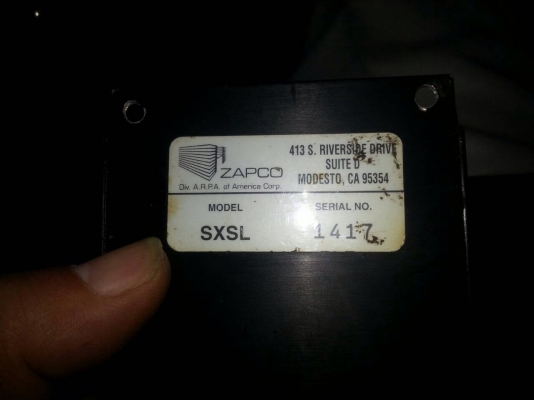 ZAPCO
Div. A.R.P.A. of America Corp.
413 S. RIVERSIDE DRIVE
SUITE D
MODESTO, CA 95354
MODEL SERIAL NO.
SXSL 1417